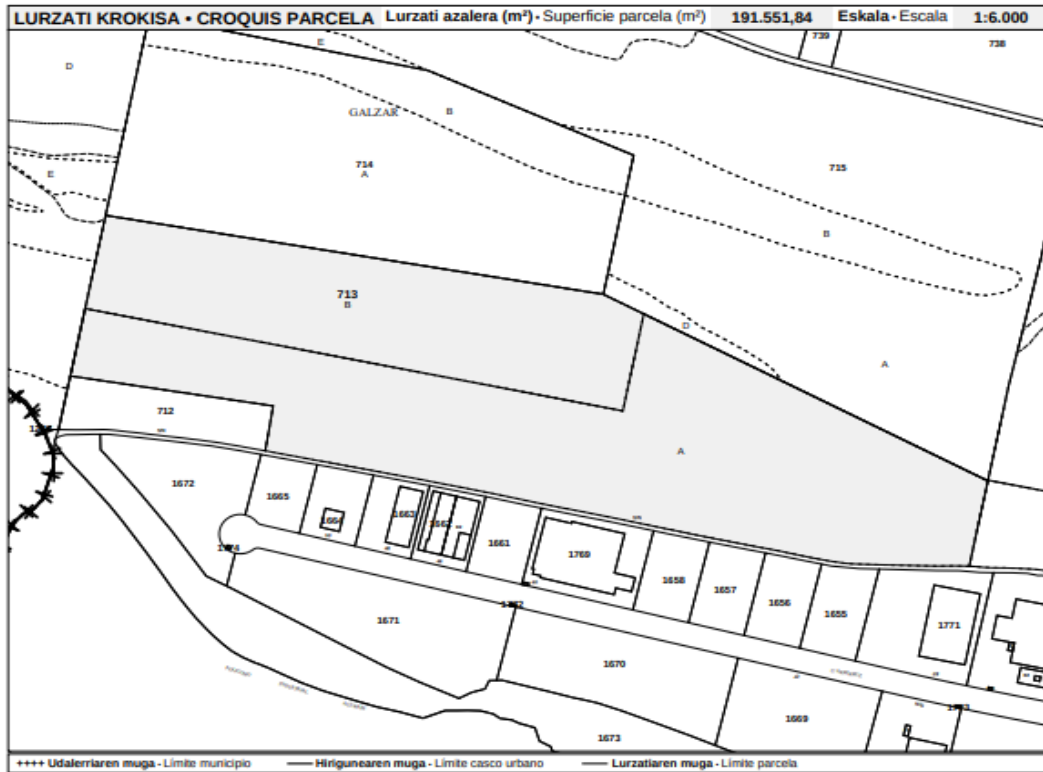 LURZATI KROKISA • CROQUIS PARCELA Lurzati azalera (m²) - Superficie parcela (m²) 191.551,84 Eskala - Escala 1:6.000
739
738
E
D
GALZAR B
714
A
715
E
B
713
B
D
A
712
A
1672
1665
1664
1663
1662
1661
1769
1658
1657
1656
1655
1771
1671
1670
1669
1673
++++ Udalerriaren muga - Límite municipio Hirigunearen muga - Límite casco urbano Lurzatiaren muga - Límite parcela